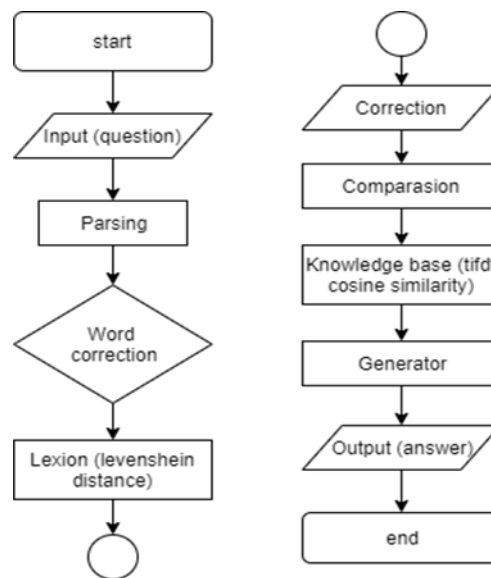 start
Input (question)
Parsing
Word
correction
Lexion (levenshein
distance)
Correction
Comparasion
Knowledge base (tifdf
cosine similarity)
Generator
Output (answer)
end